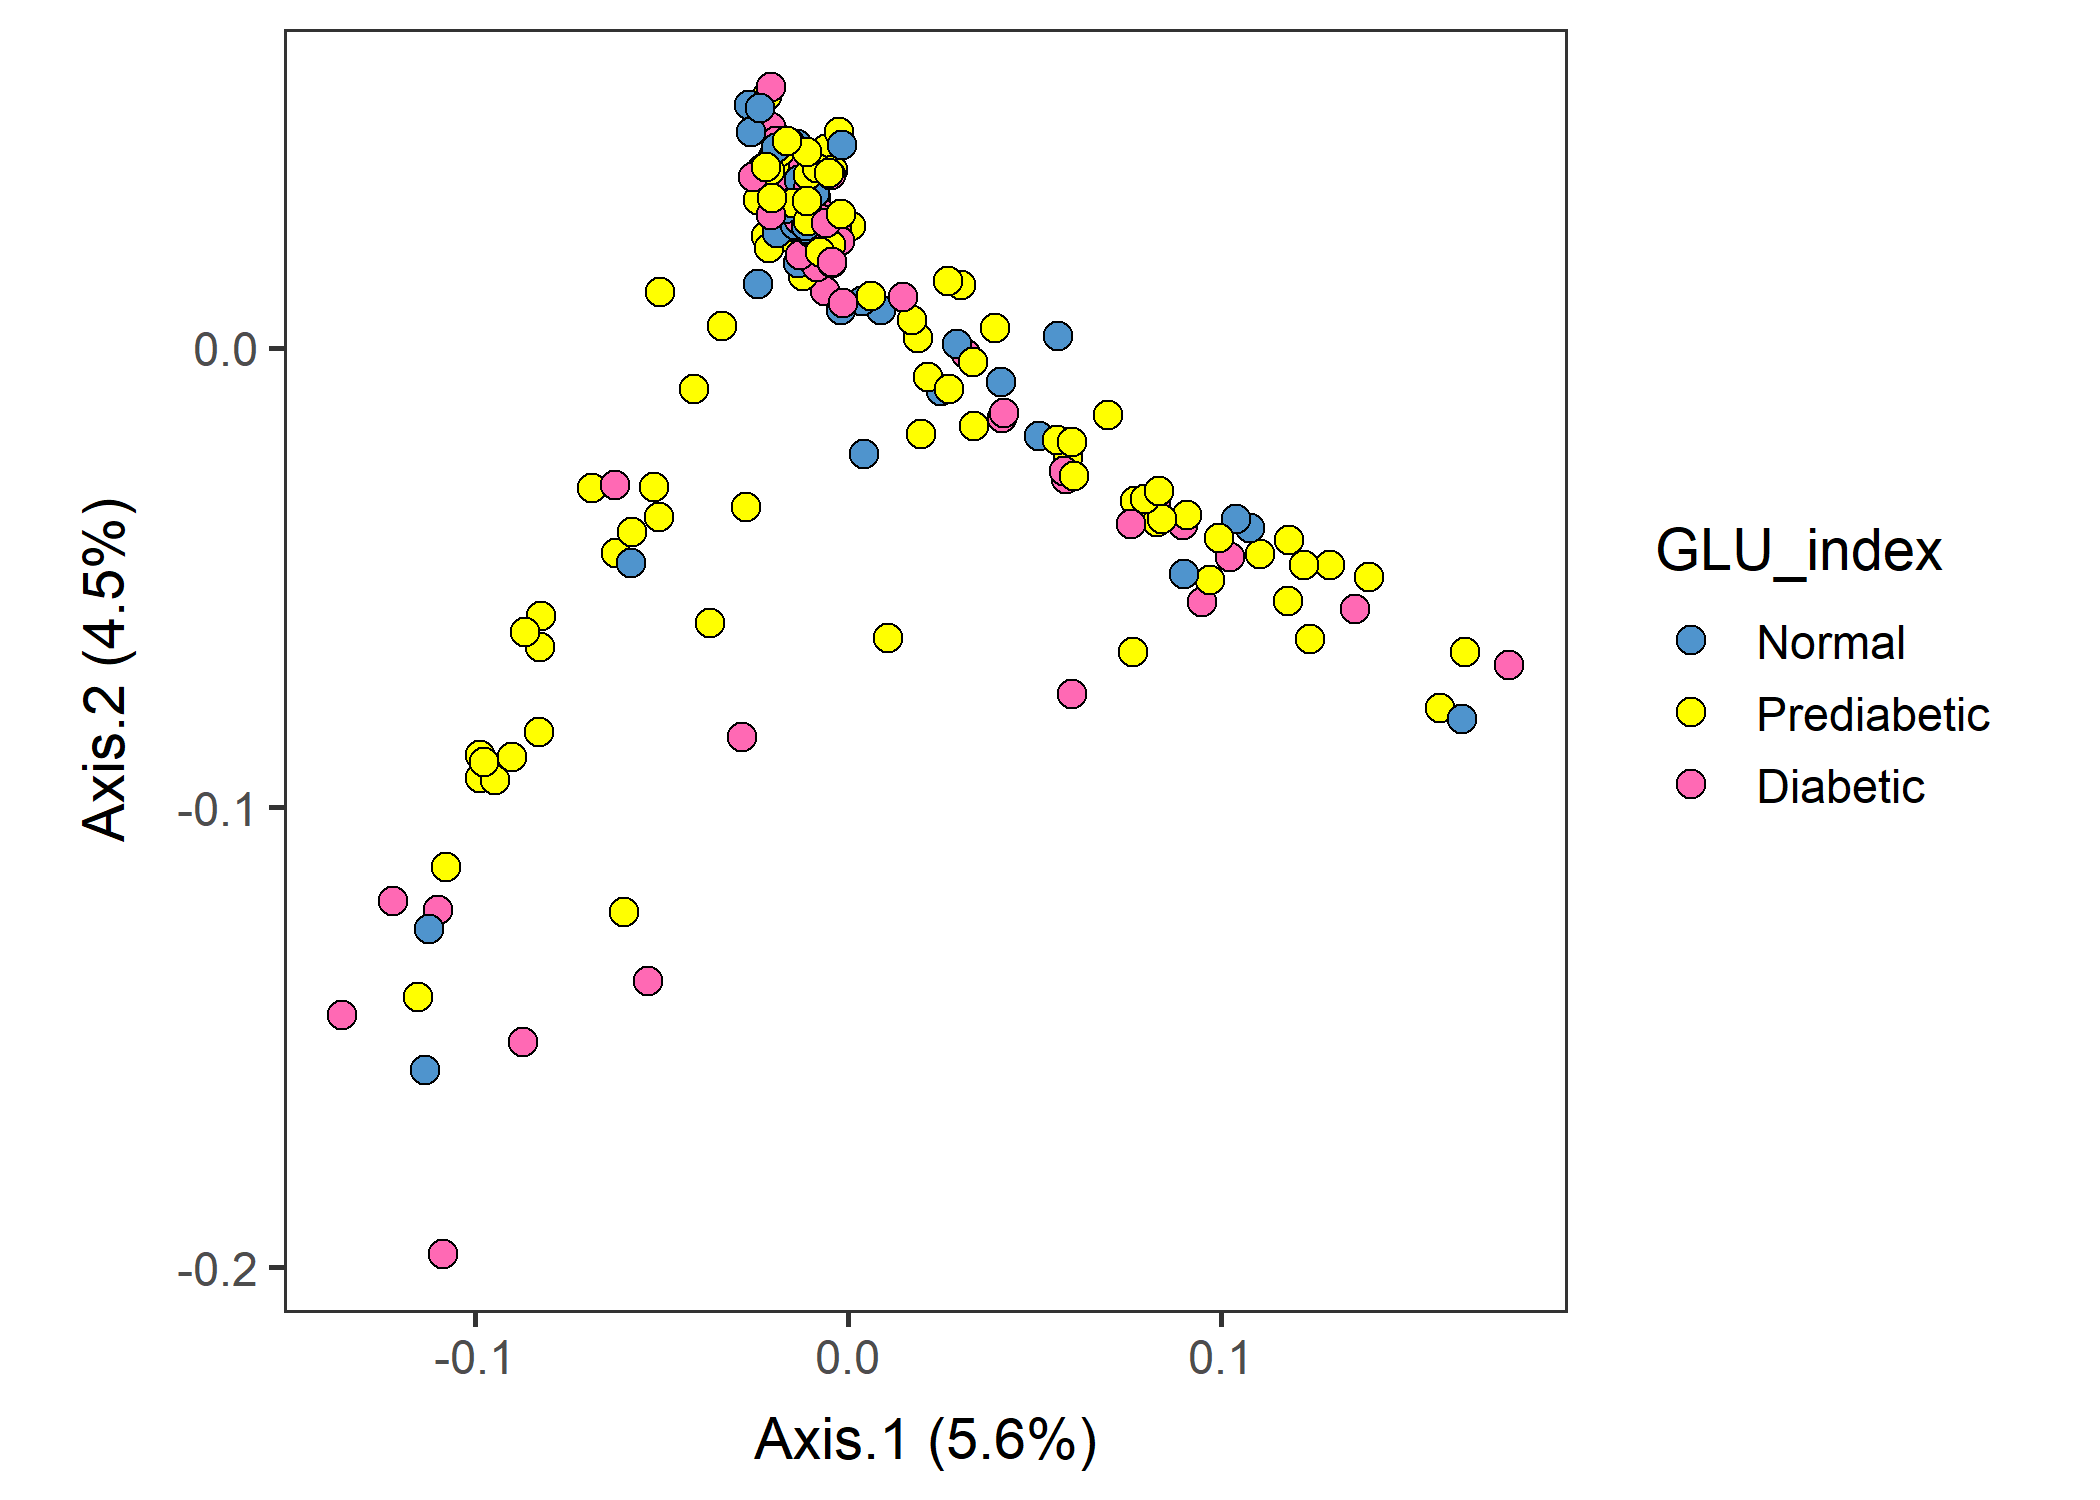 0.0
-0.1
-0.2
Axis.2 (4.5%)
-0.1
0.0
0.1
Axis.1 (5.6%)
GLU_index
Normal
Prediabetic
Diabetic